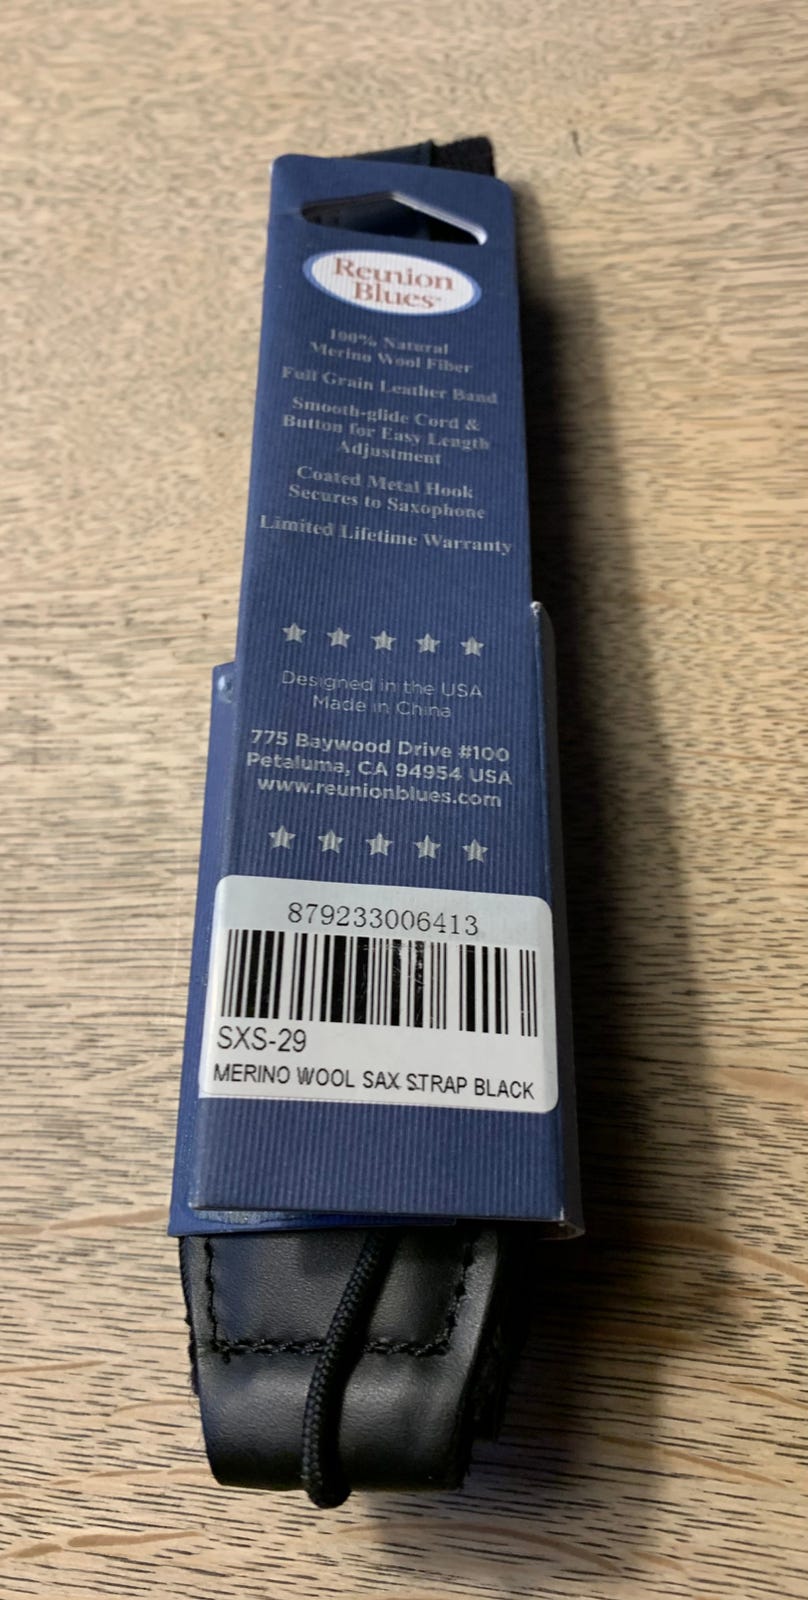 Reunion
Blues
100% Natural
Merino Wool Fiber
Full Grain Leather Band
Smooth-glide Cord &
Button for Easy Length
Adjustment
Coated Metal Hook
Secures to Saxophone
Limited Lifetime Warranty
Designed in the USA
Made in China
775 Baywood Drive #100
Petaluma, CA 94954 USA
www.reunionblues.com
879233006413
SXS-29
MERINO WOOL SAX STRAP BLACK